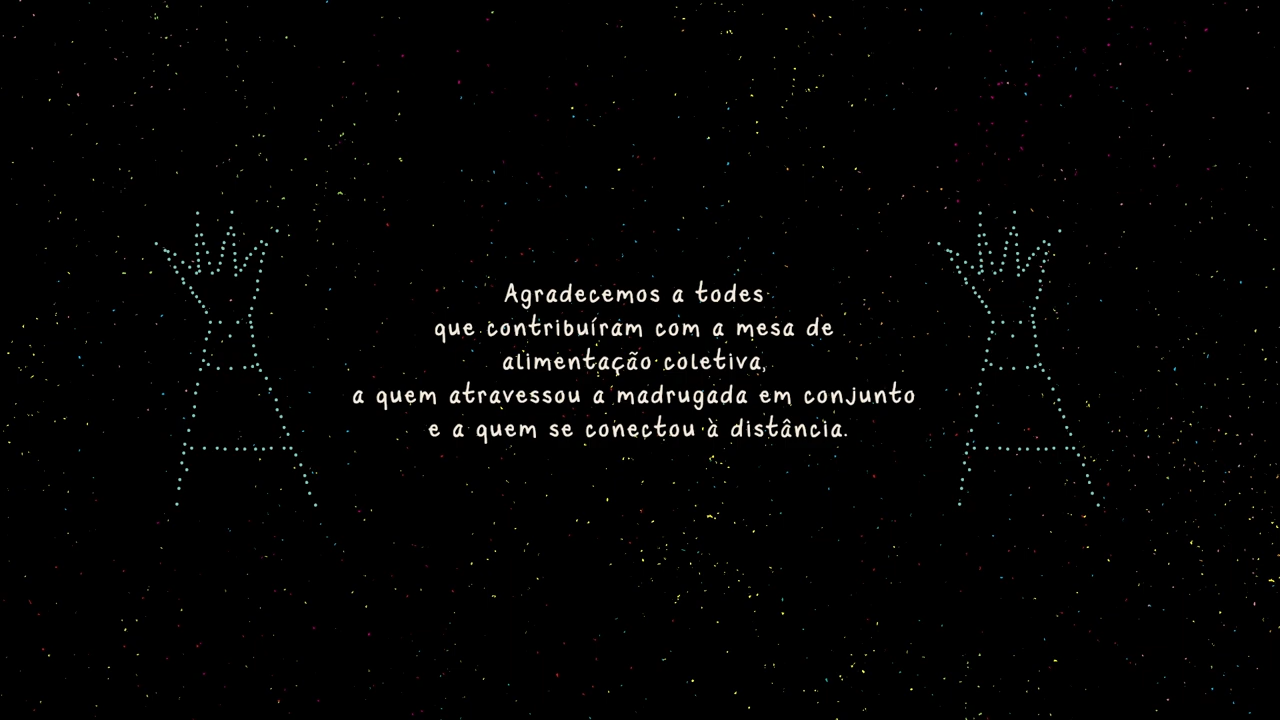 Agradecemos a todes
que contribuíram com a mesa de
alimentação coletiva,
a quem atravessou a madrugada em conjunto
e a quem se conectou à distância.